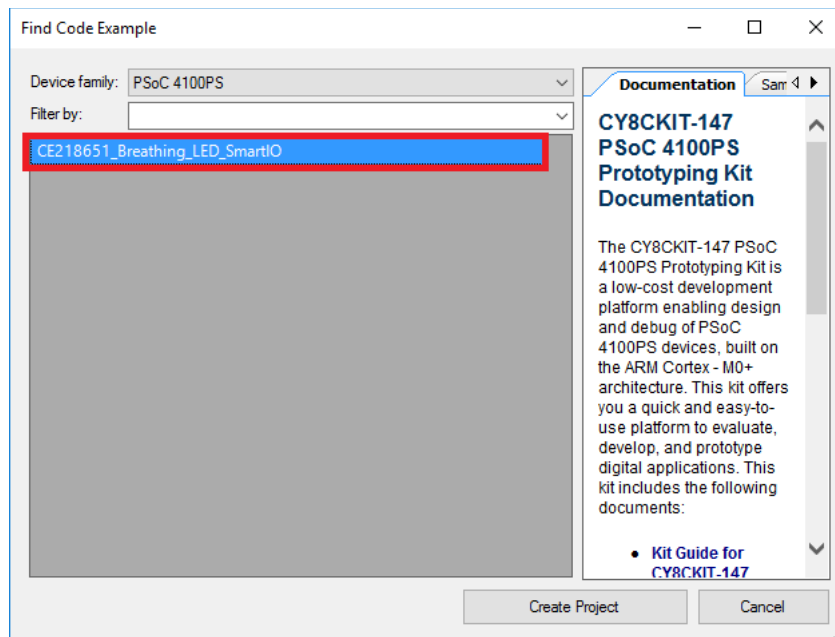 Find Code Example
Device family: PSoC 4100PS
Filter by:
CE218651_Breathing_LED_SmartIO
Documentation
Sam
CY8CKIT-147
PSoC 4100PS
Prototyping Kit
Documentation
The CY8CKIT-147 PSoC
4100PS Prototyping Kit is
a low-cost development
platform enabling design
and debug of PSoC
4100PS devices, built on
the ARM Cortex - M0+
architecture. This kit offers
you a quick and easy-to-
use platform to evaluate,
develop, and prototype
digital applications. This
kit includes the following
documents:
• Kit Guide for
CY8CKIT-147
Create Project
Cancel